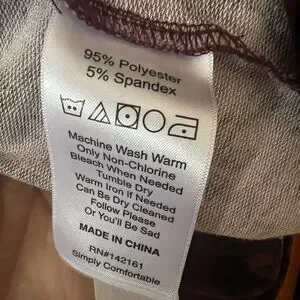 95% Polyester
5% Spandex
Machine Wash Warm
Only Non-Chlorine
Bleach When Needed
Tumble Dry
Warm Iron if Needed
Can Be Dry Cleaned
Follow Please
Or You'll Be Sad
MADE IN CHINA
RN#142161
Simply Comfortable